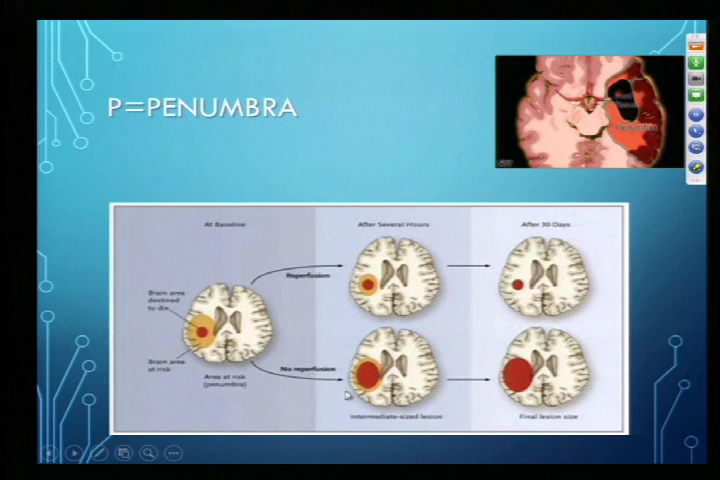 P=PENUMBRA
Penumbra
At Baseline
After Several Hours
After 30 Days
Reperfusion
Brain area
destined
to die
Brain area
at risk
Area at risk
(penumbra)
No reperfusion
Intermediate-sized lesion
Final lesion size